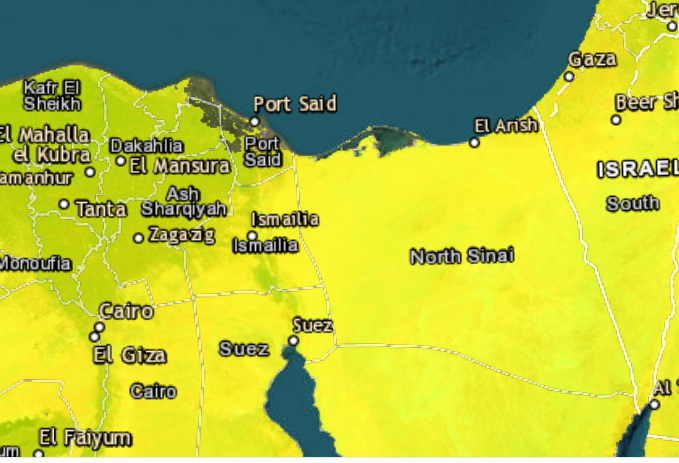 Jer
Gaza
Kafr El
Sheikh
Port Said
Beer Sh
El Arish
El Mahalla
el Kubra
Dakahlia
Port
Said
El Mansura
ISRAEL
amanhur
Ash
Sharqiyah
South
Tanta
Ismailia
Zagazig
Ismailia
North Sinai
Monoufia
Cairo
Suez
El Giza
Suez
Cairo
Al
El Faiyum
um